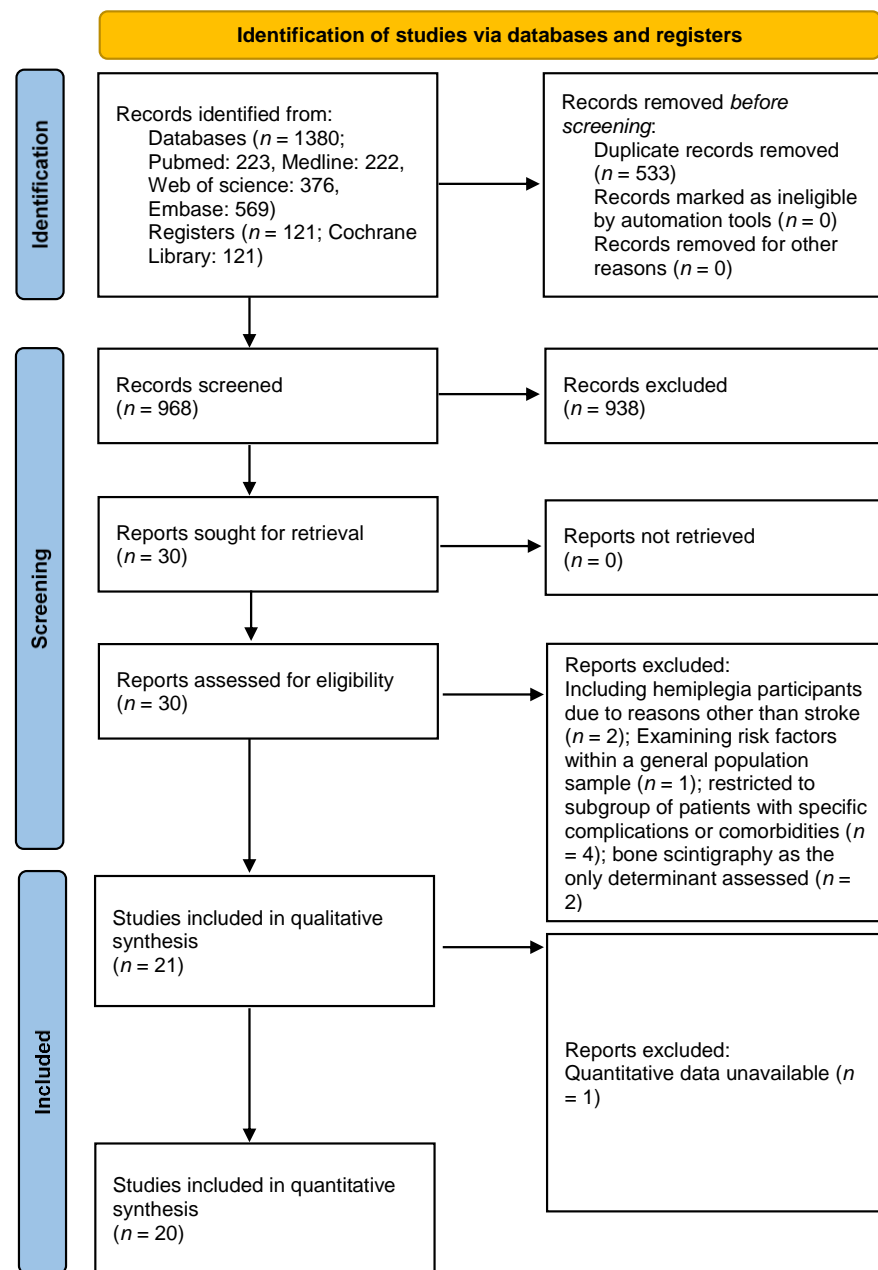 Identification of studies via databases and registers
Identification
Records identified from:
Databases (n = 1380;
Pubmed: 223, Medline: 222,
Web of science: 376,
Embase: 569)
Registers (n = 121; Cochrane
Library: 121)
Records removed before
screening:
Duplicate records removed
(n = 533)
Records marked as ineligible
by automation tools (n = 0)
Records removed for other
reasons (n = 0)
Screening
Records screened
(n = 968)
Records excluded
(n = 938)
Reports sought for retrieval
(n = 30)
Reports not retrieved
(n = 0)
Reports assessed for eligibility
(n = 30)
Reports excluded:
Including hemiplegia participants
due to reasons other than stroke
(n = 2); Examining risk factors
within a general population
sample (n = 1); restricted to
subgroup of patients with specific
complications or comorbidities (n
= 4); bone scintigraphy as the
only determinant assessed (n =
2)
Included
Studies included in qualitative
synthesis
(n = 21)
Reports excluded:
Quantitative data unavailable (n
= 1)
Studies included in quantitative
synthesis
(n = 20)